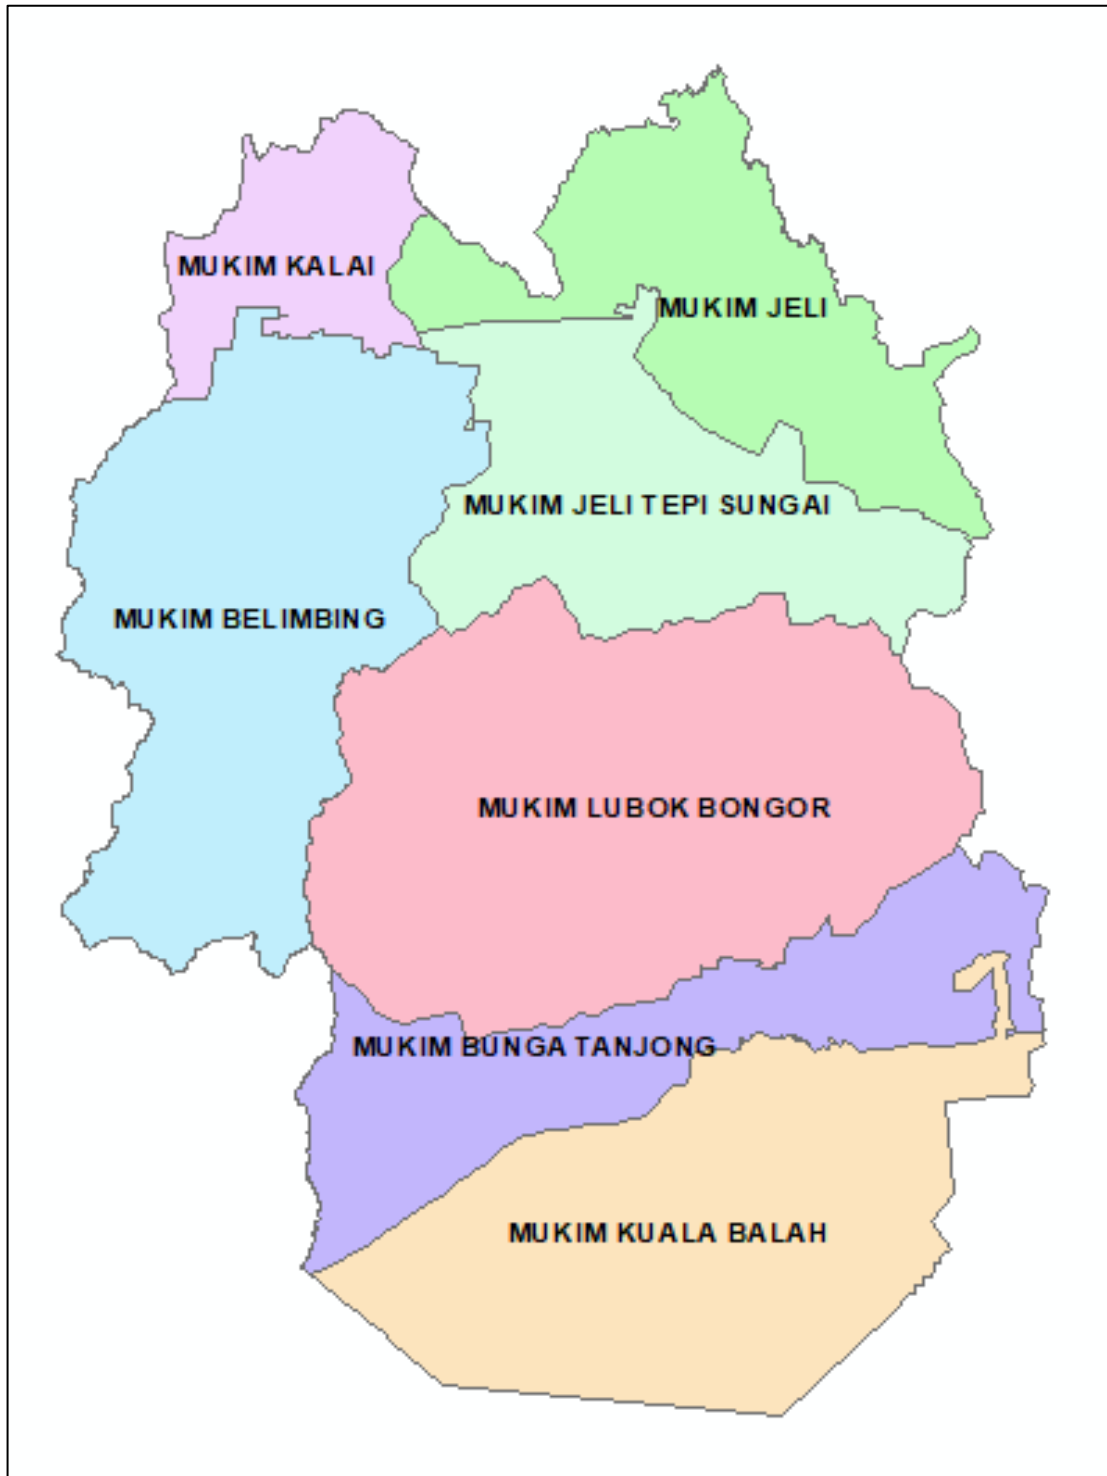 MUKIM KALAI
MUKIM JELI
MUKIM JELI TEPI SUNGAI
MUKIM BELIMBING
MUKIM LUBOK BONGOR
MUKIM BUNGA TANJONG
MUKIM KUALA BALAH